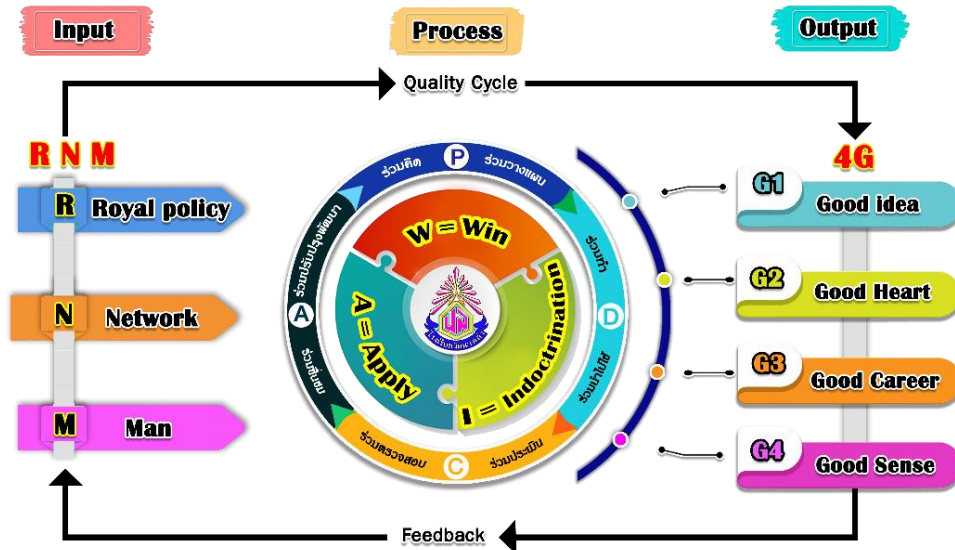 Input
Process
Output
Quality Cycle
R N M
4G
R Royal policy
N Network
M Man
P
ร่วมคิด
ร่วมวางแผน
D
ร่วมทำ
ร่วมนำไปใช้
C
ร่วมประเมิน
ร่วมตรวจสอบ
A
ร่วมชื่นชม
ร่วมปรับปรุงพัฒนา
W = Win
I = Indoctrination
A = Apply
G1 Good idea
G2 Good Heart
G3 Good Career
G4 Good Sense
Feedback